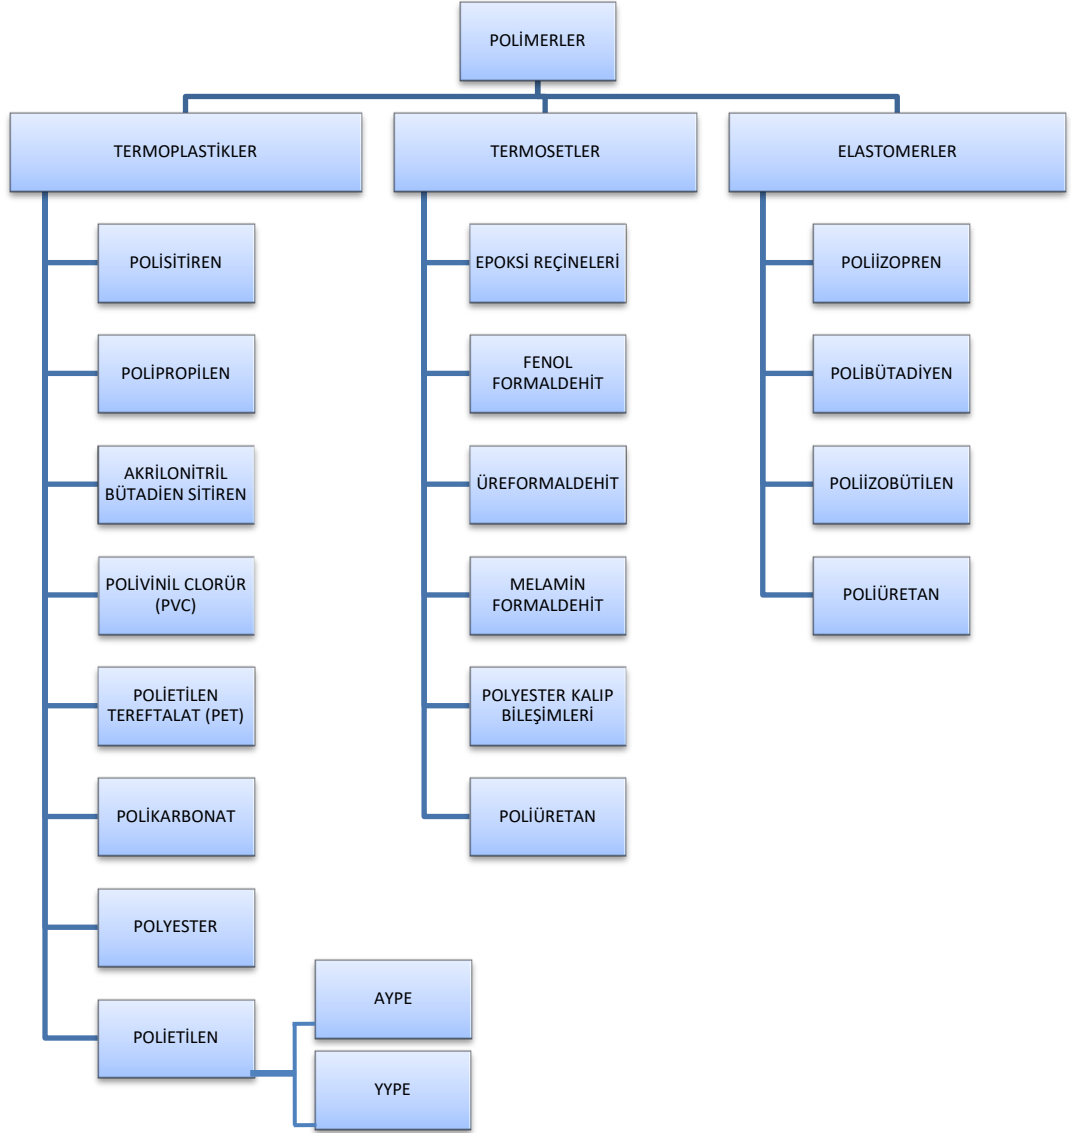 POLİMERLER
TERMOPLASTİKLER
POLİSİTİREN
POLİPROPİLEN
AKRİLONİTRİL
BÜTADİEN SİTİREN
POLİVİNİL CLORÜR
(PVC)
POLİETİLEN
TEREFTALAT (PET)
POLİKARBONAT
POLYESTER
POLİETİLEN
AYPE
YYPE
TERMOSETLER
EPOKSİ REÇİNELERİ
FENOL
FORMALDEHİT
ÜREFORMALDEHİT
MELAMİN
FORMALDEHİT
POLYESTER KALIP
BİLEŞİMLERİ
POLİÜRETAN
ELASTOMERLER
POLİİZOPREN
POLİBÜTADİYEN
POLİİZOBÜTİLEN
POLİÜRETAN